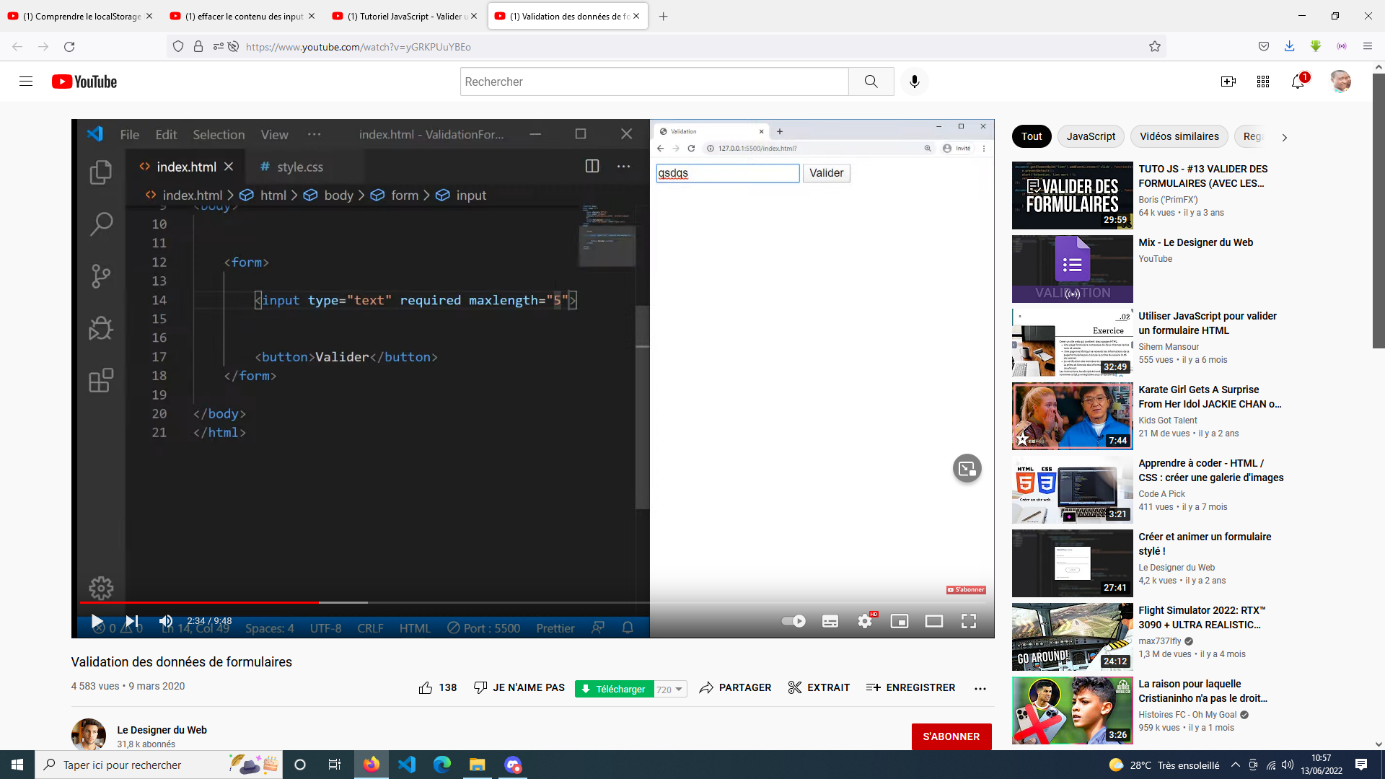 (1) Comprendre le localStorage
(1) effacer le contenu des input
(1) Tutoriel JavaScript - Valider u
(1) Validation des données de fo
https://www.youtube.com/watch?v=yGRKPUuYBEo
YouTube
Rechercher
1
File Edit Selection View ··· index.html - ValidationFor...
index.html
# style.css
index.html > html > body > form > input
9 <body>
10
11
12 <form>
13
14 <input type="text" required maxlength="5">
15
16
17 <button>Valider</button>
18 </form>
19
20 </body>
21 </html>
0 0 Ln 14, Col 49 Spaces: 4 UTF-8 CRLF HTML Port : 5500 Prettier
2:34 / 9:48
Validation
127.0.0.1:5500/index.html?
Invité
qsdqs
Valider
S'abonner
HD
Validation des données de formulaires
4 583 vues • 9 mars 2020
138
JE N'AIME PAS
Télécharger
720
PARTAGER
EXTRAIT
ENREGISTRER
Le Designer du Web
31,8 k abonnés
S'ABONNER
Tout
JavaScript
Vidéos similaires
VALIDER DES FORMULAIRES
29:59
TUTO JS - #13 VALIDER DES
FORMULAIRES (AVEC LES...
Boris ('PrimFX')
64 k vues • il y a 3 ans
VALIDATION
Mix - Le Designer du Web
YouTube
Exercice
32:49
Utiliser JavaScript pour valider
un formulaire HTML
Sihem Mansour
555 vues • il y a 6 mois
7:44
Karate Girl Gets A Surprise
From Her Idol JACKIE CHAN o...
Kids Got Talent
21 M de vues • il y a 2 ans
HTML CSS
3:21
Apprendre à coder - HTML /
CSS : créer une galerie d'images
Code A Pick
411 vues • il y a 7 mois
27:41
Créer et animer un formulaire
stylé !
Le Designer du Web
4,2 k vues • il y a 2 ans
GO AROUND!
24:12
Flight Simulator 2022: RTX™
3090 + ULTRA REALISTIC...
max737lfly
1,3 M de vues • il y a 4 mois
3:26
La raison pour laquelle
Cristianinho n'a pas le droit...
Histoires FC - Oh My Goal
959 k vues • il y a 1 mois
Taper ici pour rechercher
28°C Très ensoleillé
10:57
13/06/2022